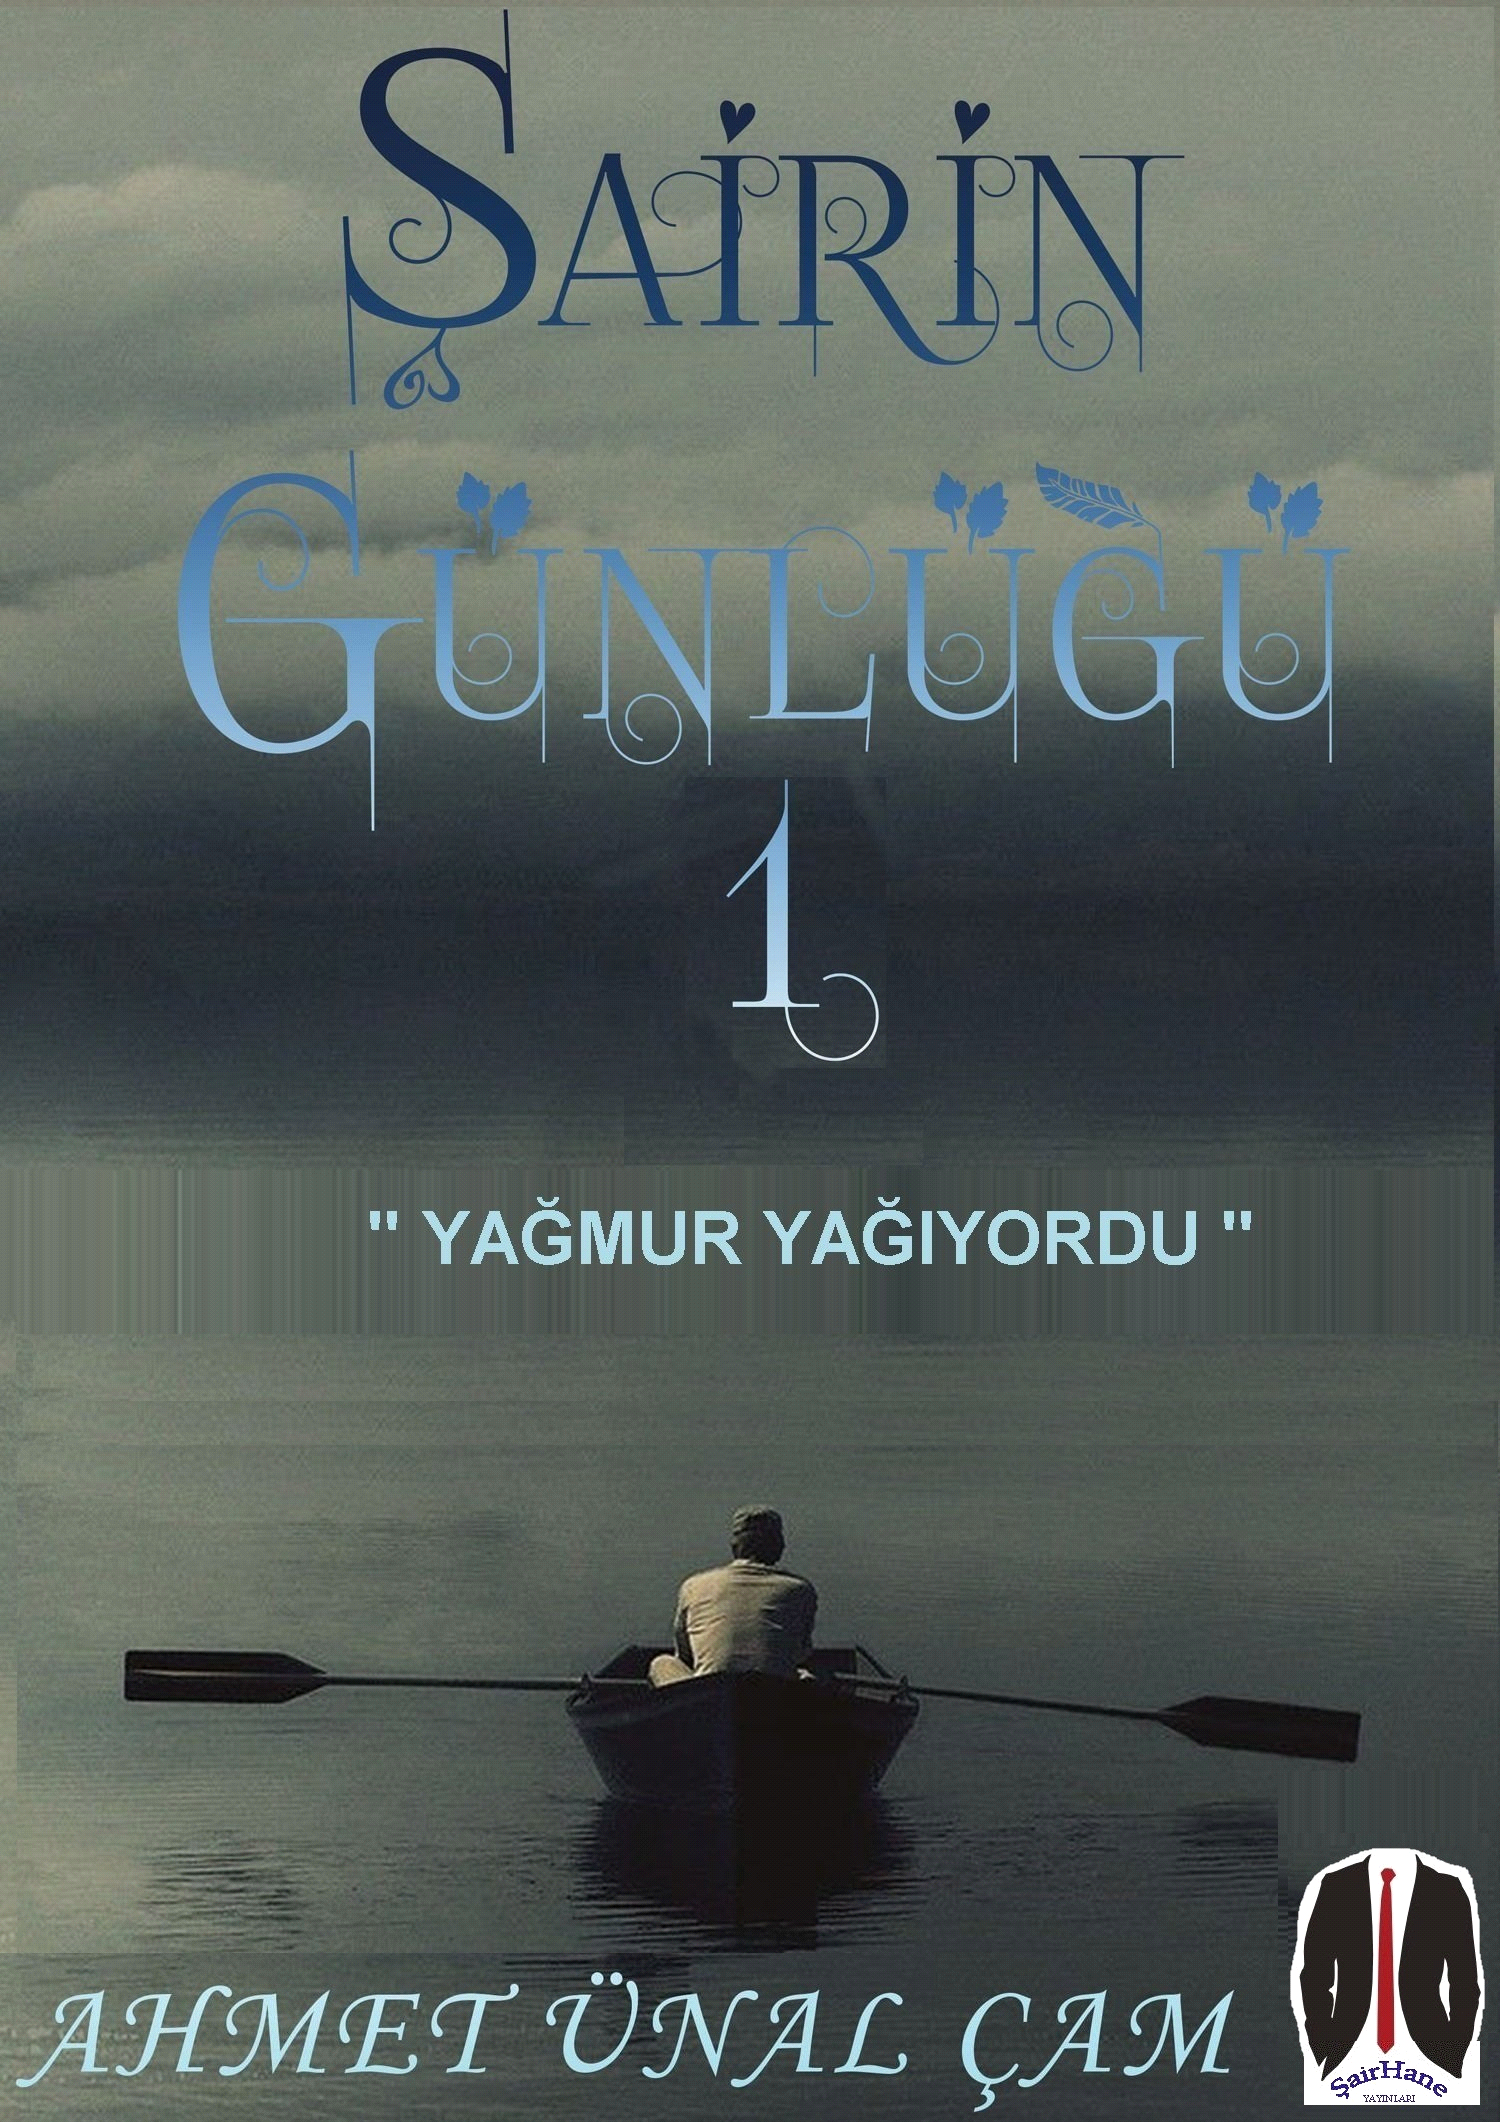 ŞAİRİN
GÜNLÜĞÜ
1
" YAĞMUR YAĞIYORDU "
AHMET ÜNAL ÇAM
ŞairHane
YAYINLARI